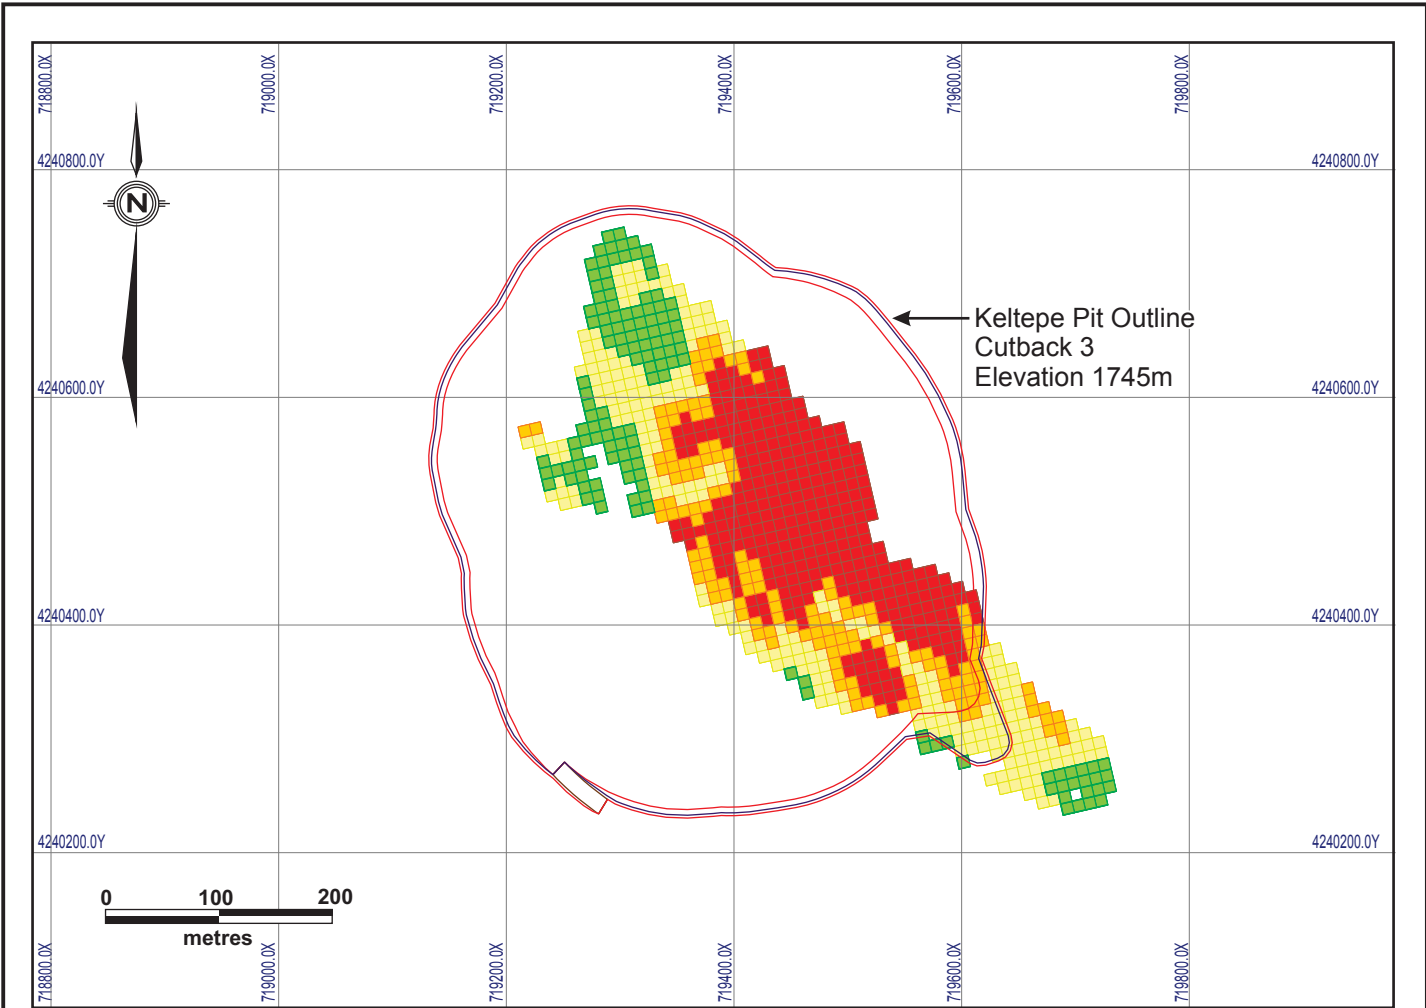 718800.0X
719000.0X
719200.0X
719400.0X
719600.0X
719800.0X
4240800.0Y
4240800.0Y
N
Keltepe Pit Outline
Cutback 3
Elevation 1745m
4240600.0Y
4240600.0Y
4240400.0Y
4240400.0Y
4240200.0Y
4240200.0Y
0 100 200
metres
718800.0X
719000.0X
719200.0X
719400.0X
719600.0X
719800.0X